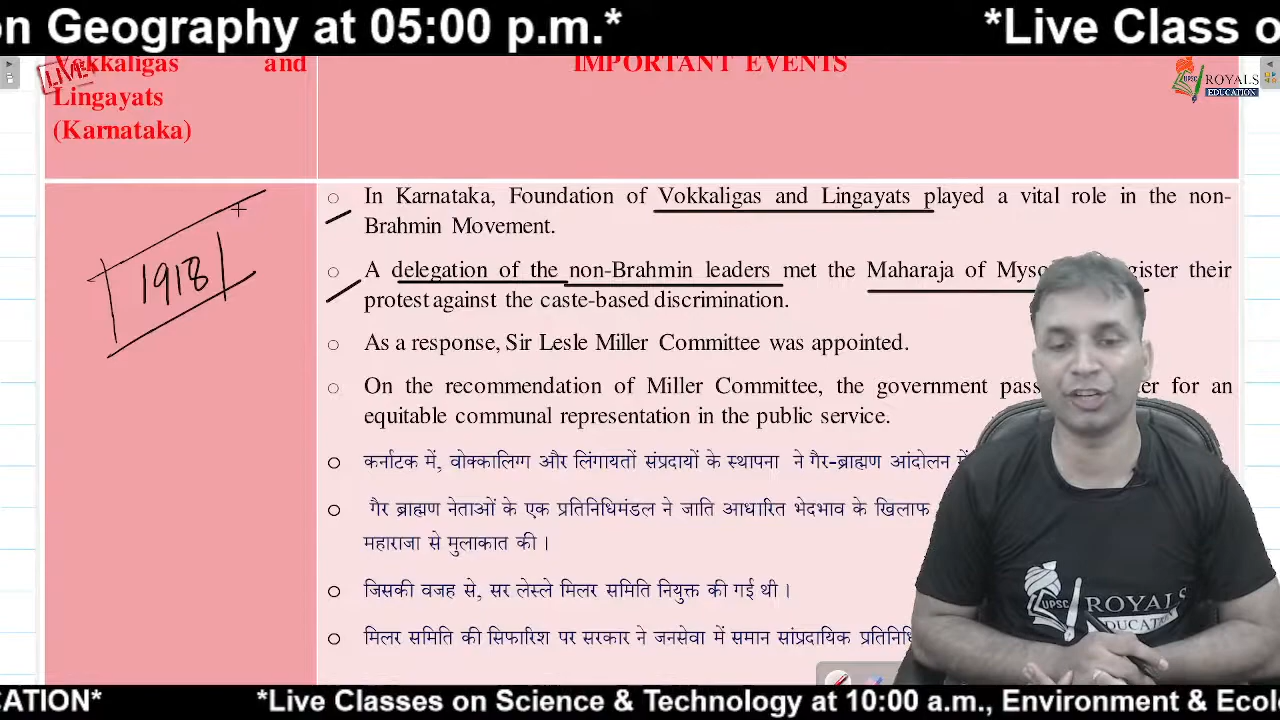 on Geography at 05:00 p.m.* *Live Class o
Vokkaligas and
Lingayats
(Karnataka)
IMPORTANT EVENTS
LIVE
UPSC ROYALS
EDUCATION
1918
In Karnataka, Foundation of Vokkaligas and Lingayats played a vital role in the non-
Brahmin Movement.
A delegation of the non-Brahmin leaders met the Maharaja of Myso gister their
protest against the caste-based discrimination.
As a response, Sir Lesle Miller Committee was appointed.
On the recommendation of Miller Committee, the government pass er for an
equitable communal representation in the public service.
कर्नाटक में, वोक्कालिगा और लिंगायतों संप्रदायों के स्थापना ने गैर-ब्राह्मण आंदोलन में
गैर ब्राह्मण नेताओं के एक प्रतिनिधिमंडल ने जाति आधारित भेदभाव के खिलाफ
महाराजा से मुलाकात की ।
जिसकी वजह से, सर लेस्ले मिलर समिति नियुक्त की गई थी ।
मिलर समिति की सिफारिश पर सरकार ने जनसेवा में समान सांप्रदायिक प्रतिनिधि
UPSC ROYALS
EDUCATION
CATION* *Live Classes on Science & Technology at 10:00 a.m., Environment & Ecol